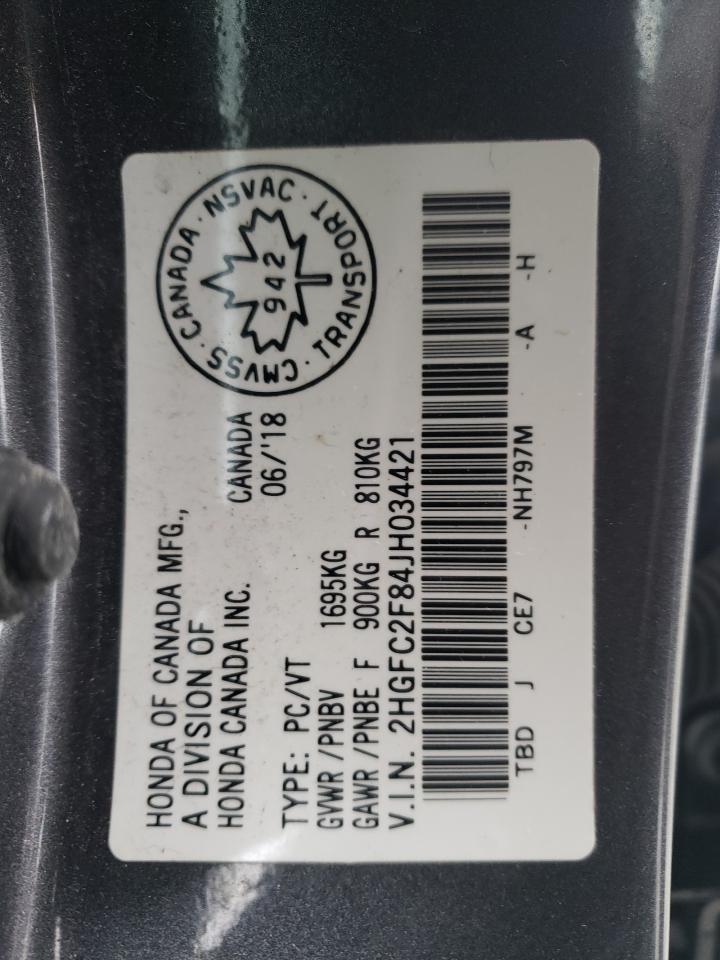 HONDA OF CANADA MFG.,
A DIVISION OF
HONDA CANADA INC.
CANADA
06/'18
TYPE: PC/VT
GVWR /PNBV 1695KG
GAWR /PNBE F 900KG R 810KG
V.I.N. 2HGFC2F84JH034421
TBD J CE7 -NH797M -A -H
CANADA · NSVAC · TRANSPORT · CMVSS ·
942